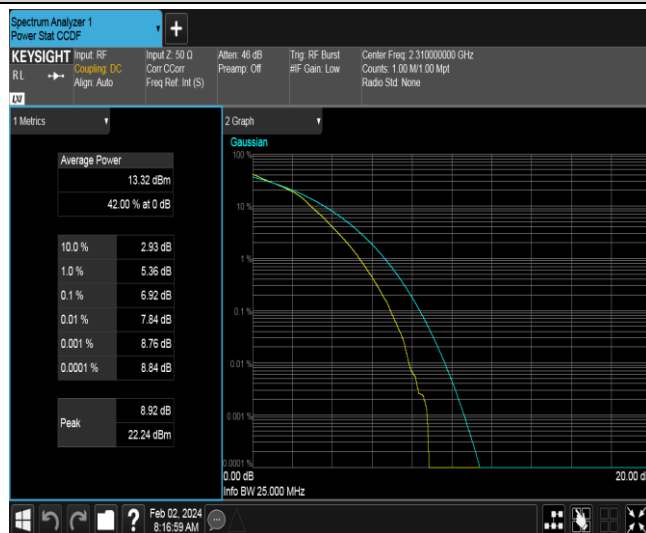 Spectrum Analyzer 1
Power Stat CCDF
+
KEYSIGHT
RL
LXI
Input: RF
Coupling: DC
Align: Auto
Input Z: 50 Ω
Corr CCorr
Freq Ref: Int (S)
Atten: 46 dB
Preamp: Off
Trig: RF Burst
#IF Gain: Low
Center Freq: 2.310000000 GHz
Counts: 1.00 M/1.00 Mpt
Radio Std: None
1 Metrics
Average Power
13.32 dBm
42.00 % at 0 dB
10.0 % 2.93 dB
1.0 % 5.36 dB
0.1 % 6.92 dB
0.01 % 7.84 dB
0.001 % 8.76 dB
0.0001 % 8.84 dB
Peak
8.92 dB
22.24 dBm
2 Graph
Gaussian
100 %
10 %
1 %
0.1 %
0.01 %
0.001 %
0.0001 %
0.00 dB
20.00 d
Info BW 25.000 MHz
?
Feb 02, 2024
8:16:59 AM